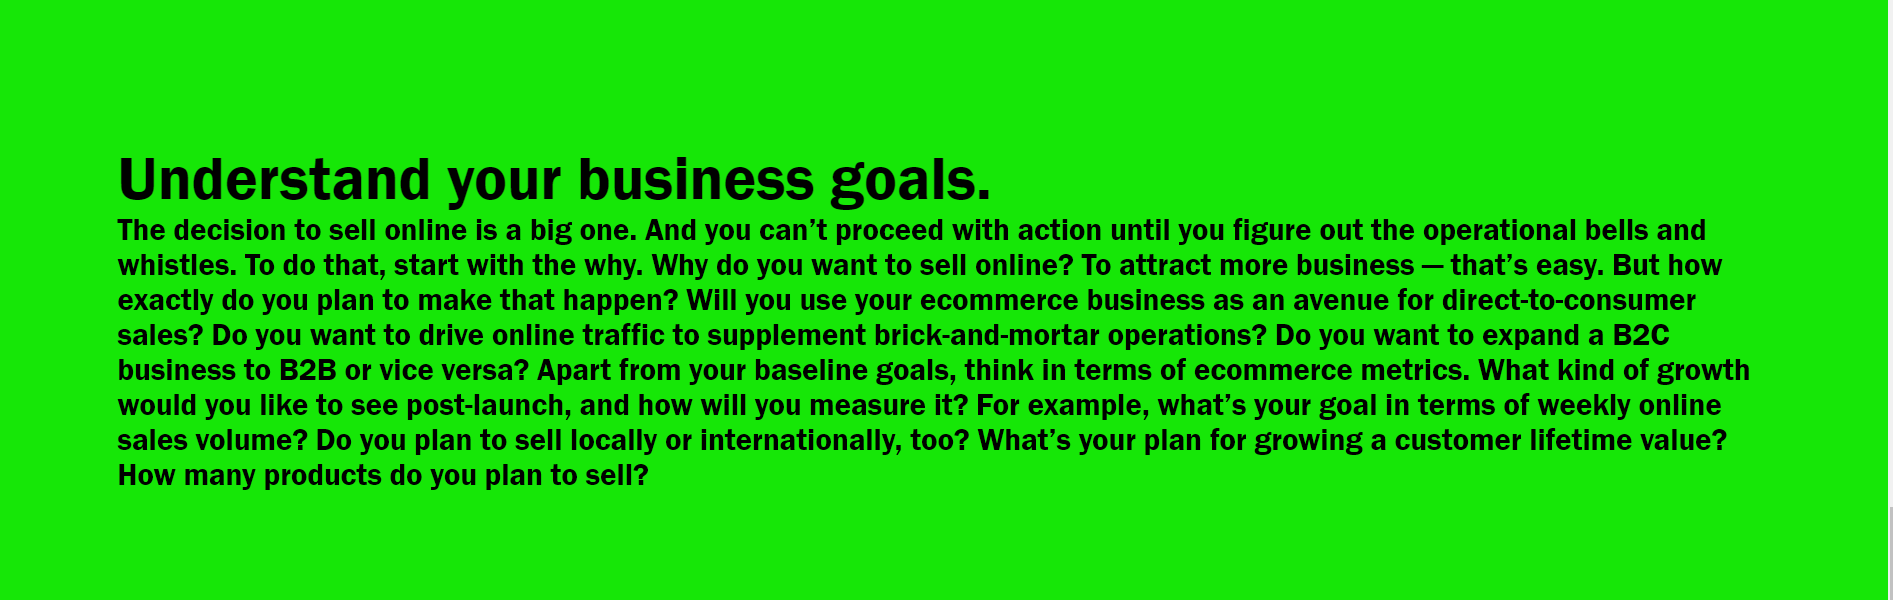 Understand your business goals.
The decision to sell online is a big one. And you can’t proceed with action until you figure out the operational bells and
whistles. To do that, start with the why. Why do you want to sell online? To attract more business — that’s easy. But how
exactly do you plan to make that happen? Will you use your ecommerce business as an avenue for direct-to-consumer
sales? Do you want to drive online traffic to supplement brick-and-mortar operations? Do you want to expand a B2C
business to B2B or vice versa? Apart from your baseline goals, think in terms of ecommerce metrics. What kind of growth
would you like to see post-launch, and how will you measure it? For example, what’s your goal in terms of weekly online
sales volume? Do you plan to sell locally or internationally, too? What’s your plan for growing a customer lifetime value?
How many products do you plan to sell?